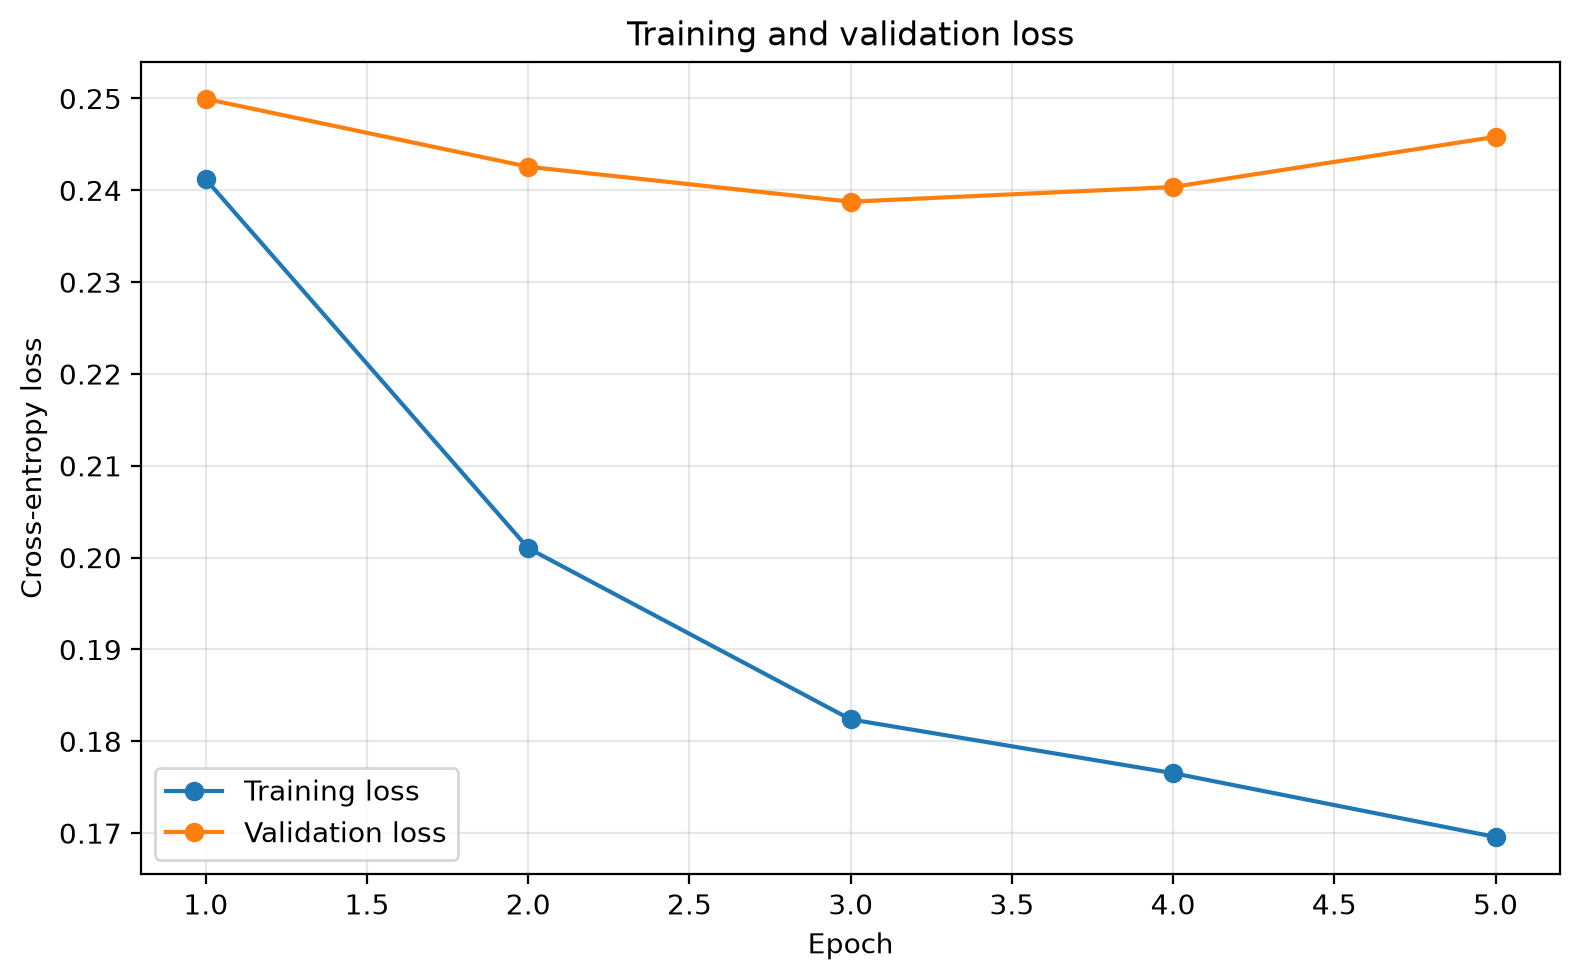 Training and validation loss
0.25
0.24
0.23
0.22
0.21
0.20
0.19
0.18
0.17
Cross-entropy loss
Training loss
Validation loss
1.0 1.5 2.0 2.5 3.0 3.5 4.0 4.5 5.0
Epoch